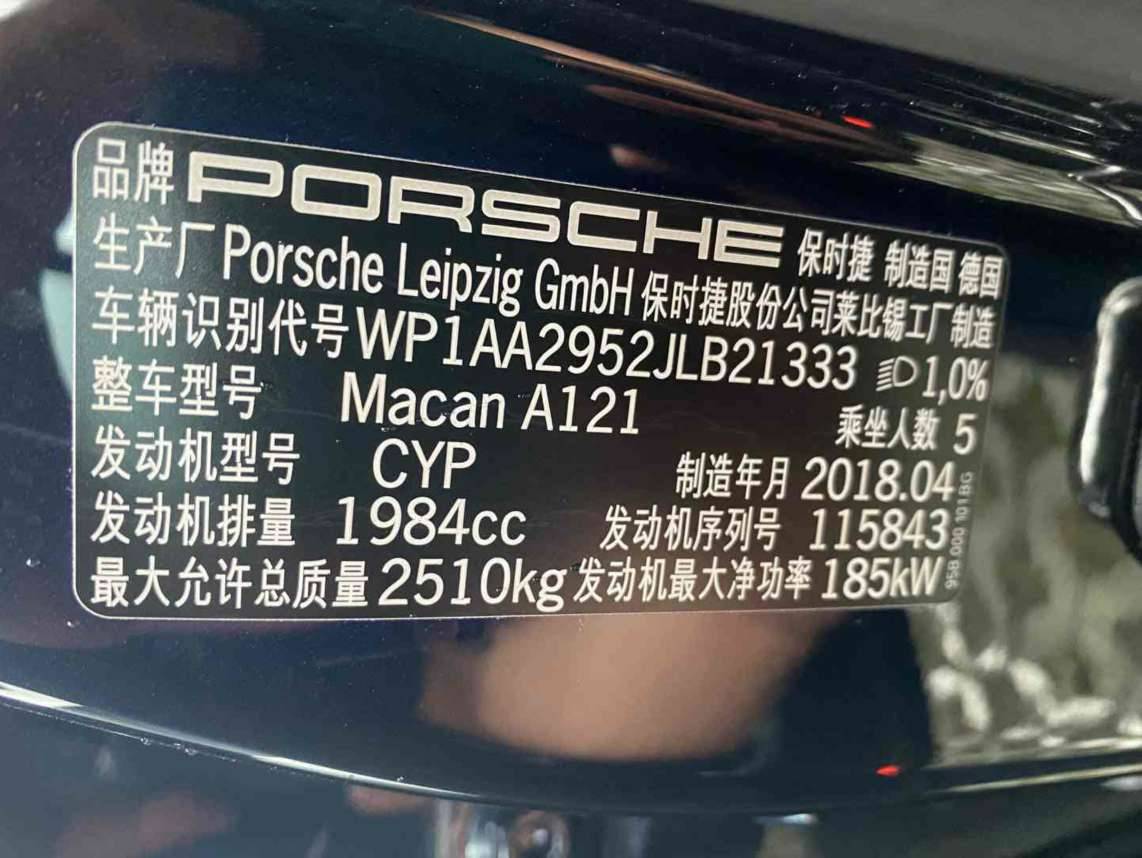 品牌 PORSCHE 保时捷 制造国 德国
生产厂 Porsche Leipzig GmbH 保时捷股份公司莱比锡工厂制造
车辆识别代号 WP1AA2952JLB21333 1,0%
整车型号 Macan A121 乘坐人数 5
发动机型号 CYP 制造年月 2018.04
发动机排量 1984cc 发动机序列号 115843
最大允许总质量 2510kg 发动机最大净功率 185kW
95B 000 101 BG